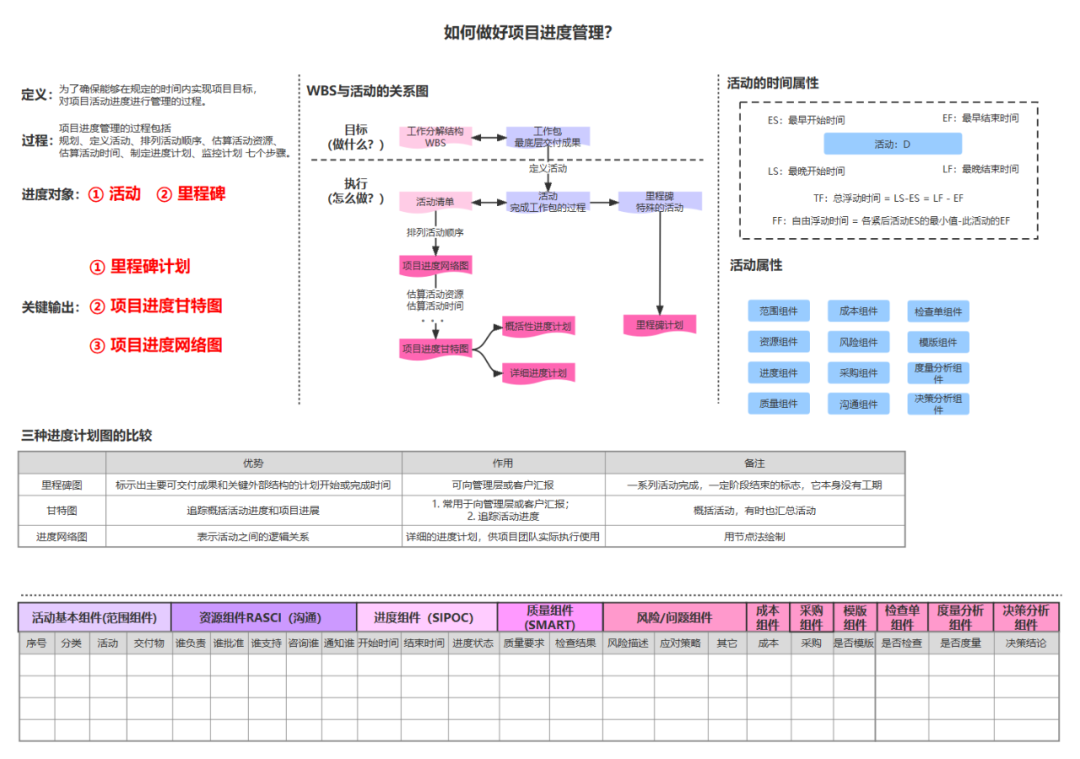 如何做好项目进度管理?
定义：
为了确保能够在规定的时间内实现项目目标，
对项目活动进度进行管理的过程。
过程：
项目进度管理的过程包括
规划、定义活动、排列活动顺序、估算活动资源、
估算活动时间、制定进度计划、监控计划 七个步骤。
进度对象： ① 活动 ② 里程碑
关键输出：
① 里程碑计划
② 项目进度甘特图
③ 项目进度网络图
WBS与活动的关系图
目标
(做什么？)
工作分解结构
WBS
工作包
最底层交付成果
定义活动
执行
(怎么做？)
活动清单
活动
完成工作包的过程
里程碑
特殊的活动
排列活动顺序
项目进度网络图
估算活动资源
估算活动时间
· · ·
项目进度甘特图
概括性进度计划
详细进度计划
里程碑计划
活动的时间属性
ES：最早开始时间
EF：最早结束时间
活动：D
LS：最晚开始时间
LF：最晚结束时间
TF：总浮动时间 = LS-ES = LF - EF
FF：自由浮动时间 = 各紧后活动ES的最小值-此活动的EF
活动属性
范围组件 成本组件 检查单组件
资源组件 风险组件 模版组件
进度组件 采购组件 度量分析组
件
质量组件 沟通组件 决策分析组
件
三种进度计划图的比较
优势 作用 备注
里程碑图 标示出主要可交付成果和关键外部结构的计划开始或完成时间 可向管理层或客户汇报 一系列活动完成，一定阶段结束的标志，它本身没有工期
甘特图 追踪概括活动进度和项目进展 1. 常用于向管理层或客户汇报；
2. 追踪活动进度
概括活动，有时也汇总活动
进度网络图 表示活动之间的逻辑关系 详细的进度计划，供项目团队实际执行使用 用节点法绘制
活动基本组件(范围组件) 资源组件RASCI（沟通） 进度组件（SIPOC） 质量组件
(SMART)
风险/问题组件
成本
组件
采购
组件
模版
组件
检查单
组件
度量分析
组件
决策分析
组件
序号 分类 活动 交付物 谁负责 谁批准 谁支持 咨询谁 通知谁 开始时间 结束时间 进度状态 质量要求 检查结果 风险描述 应对策略 其它 成本 采购 是否模版 是否检查 是否度量 决策结论